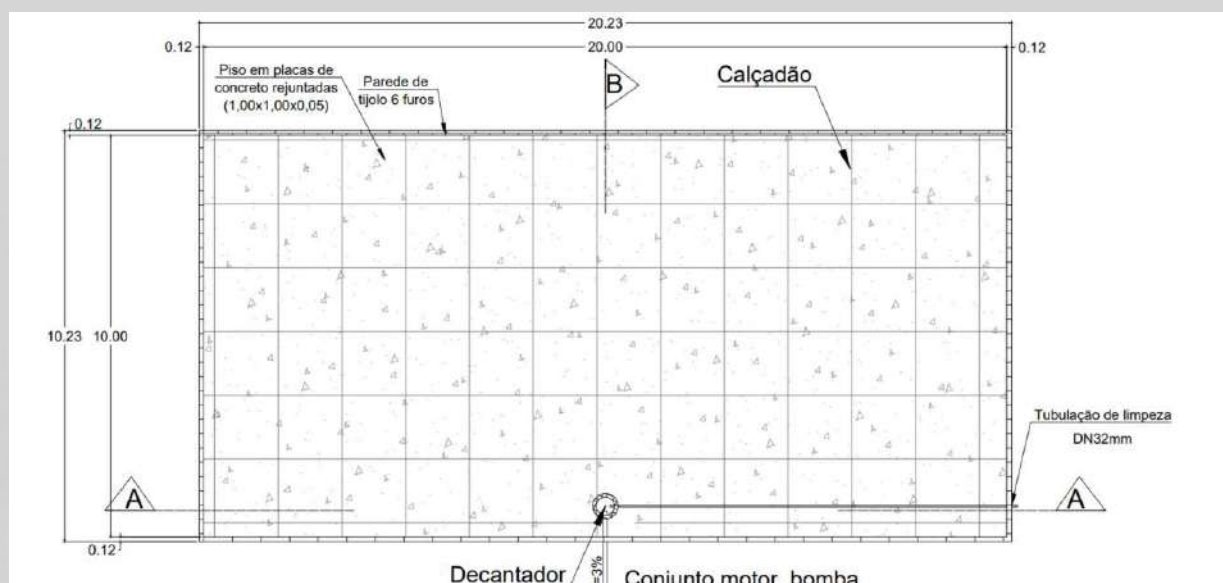 20.23
0.12
20.00
0.12
Piso em placas de
concreto rejuntadas
(1,00x1,00x0,05)
Parede de
tijolo 6 furos
B
Calçadão
0.12
10.23
10.00
Tubulação de limpeza
DN32mm
A
A
0.12
Decantador
=3%
Conjunto motor bomba